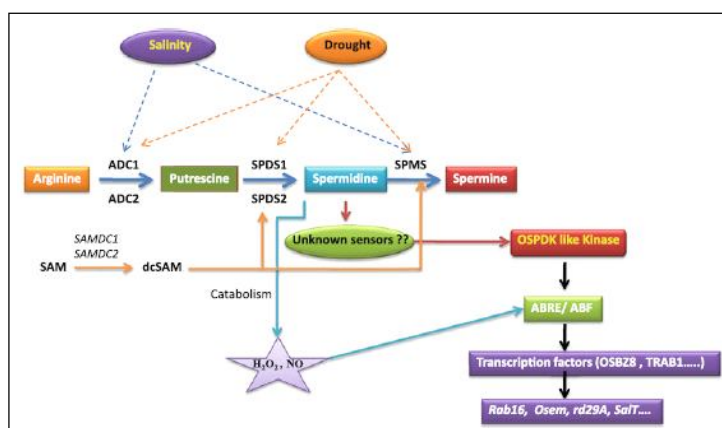 Salinity
Drought
ADC1
SPDS1
SPMS
Arginine
Putrescine
Spermidine
Spermine
ADC2
SPDS2
SAMDC1
SAMDC2
Unknown sensors ??
OSPDK like Kinase
SAM
dcSAM
Catabolism
ABRE/ ABF
H₂O₂ , NO
Transcription factors (OSBZ8 , TRAB1.....)
Rab16, Osem, rd29A, SalT....